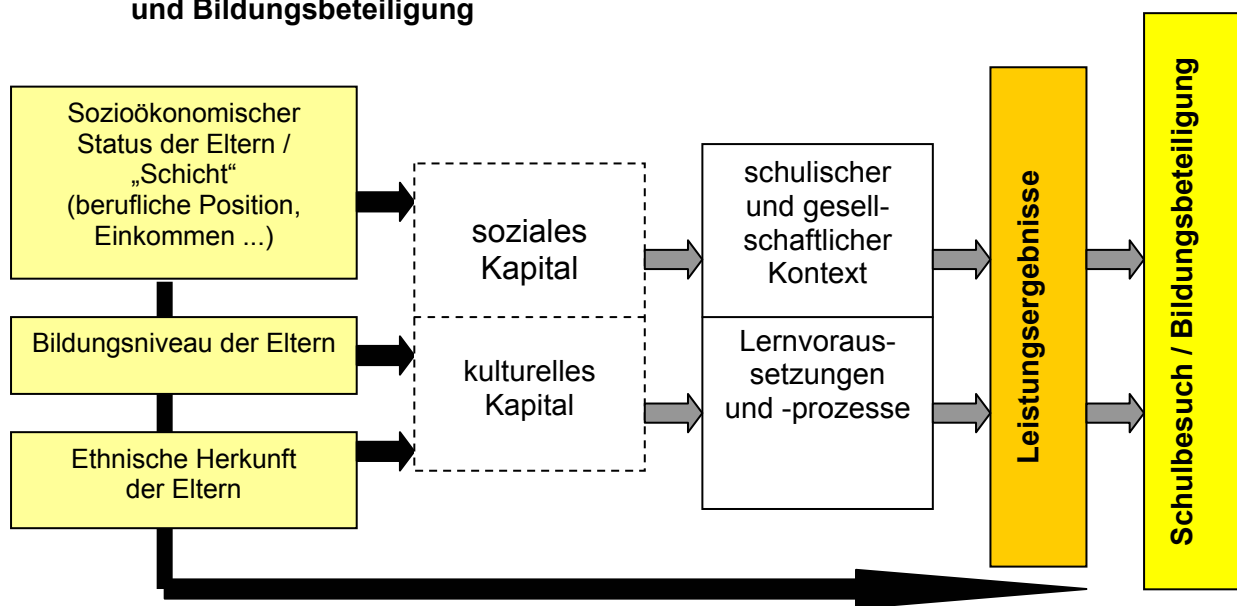 und Bildungsbeteiligung
Sozioökonomischer
Status der Eltern /
„Schicht“
(berufliche Position,
Einkommen ...)
Bildungsniveau der Eltern
Ethnische Herkunft
der Eltern
soziales
Kapital
kulturelles
Kapital
schulischer
und gesell-
schaftlicher
Kontext
Lernvoraus-
setzungen
und -prozesse
Leistungsergebnisse
Schulbesuch / Bildungsbeteiligung